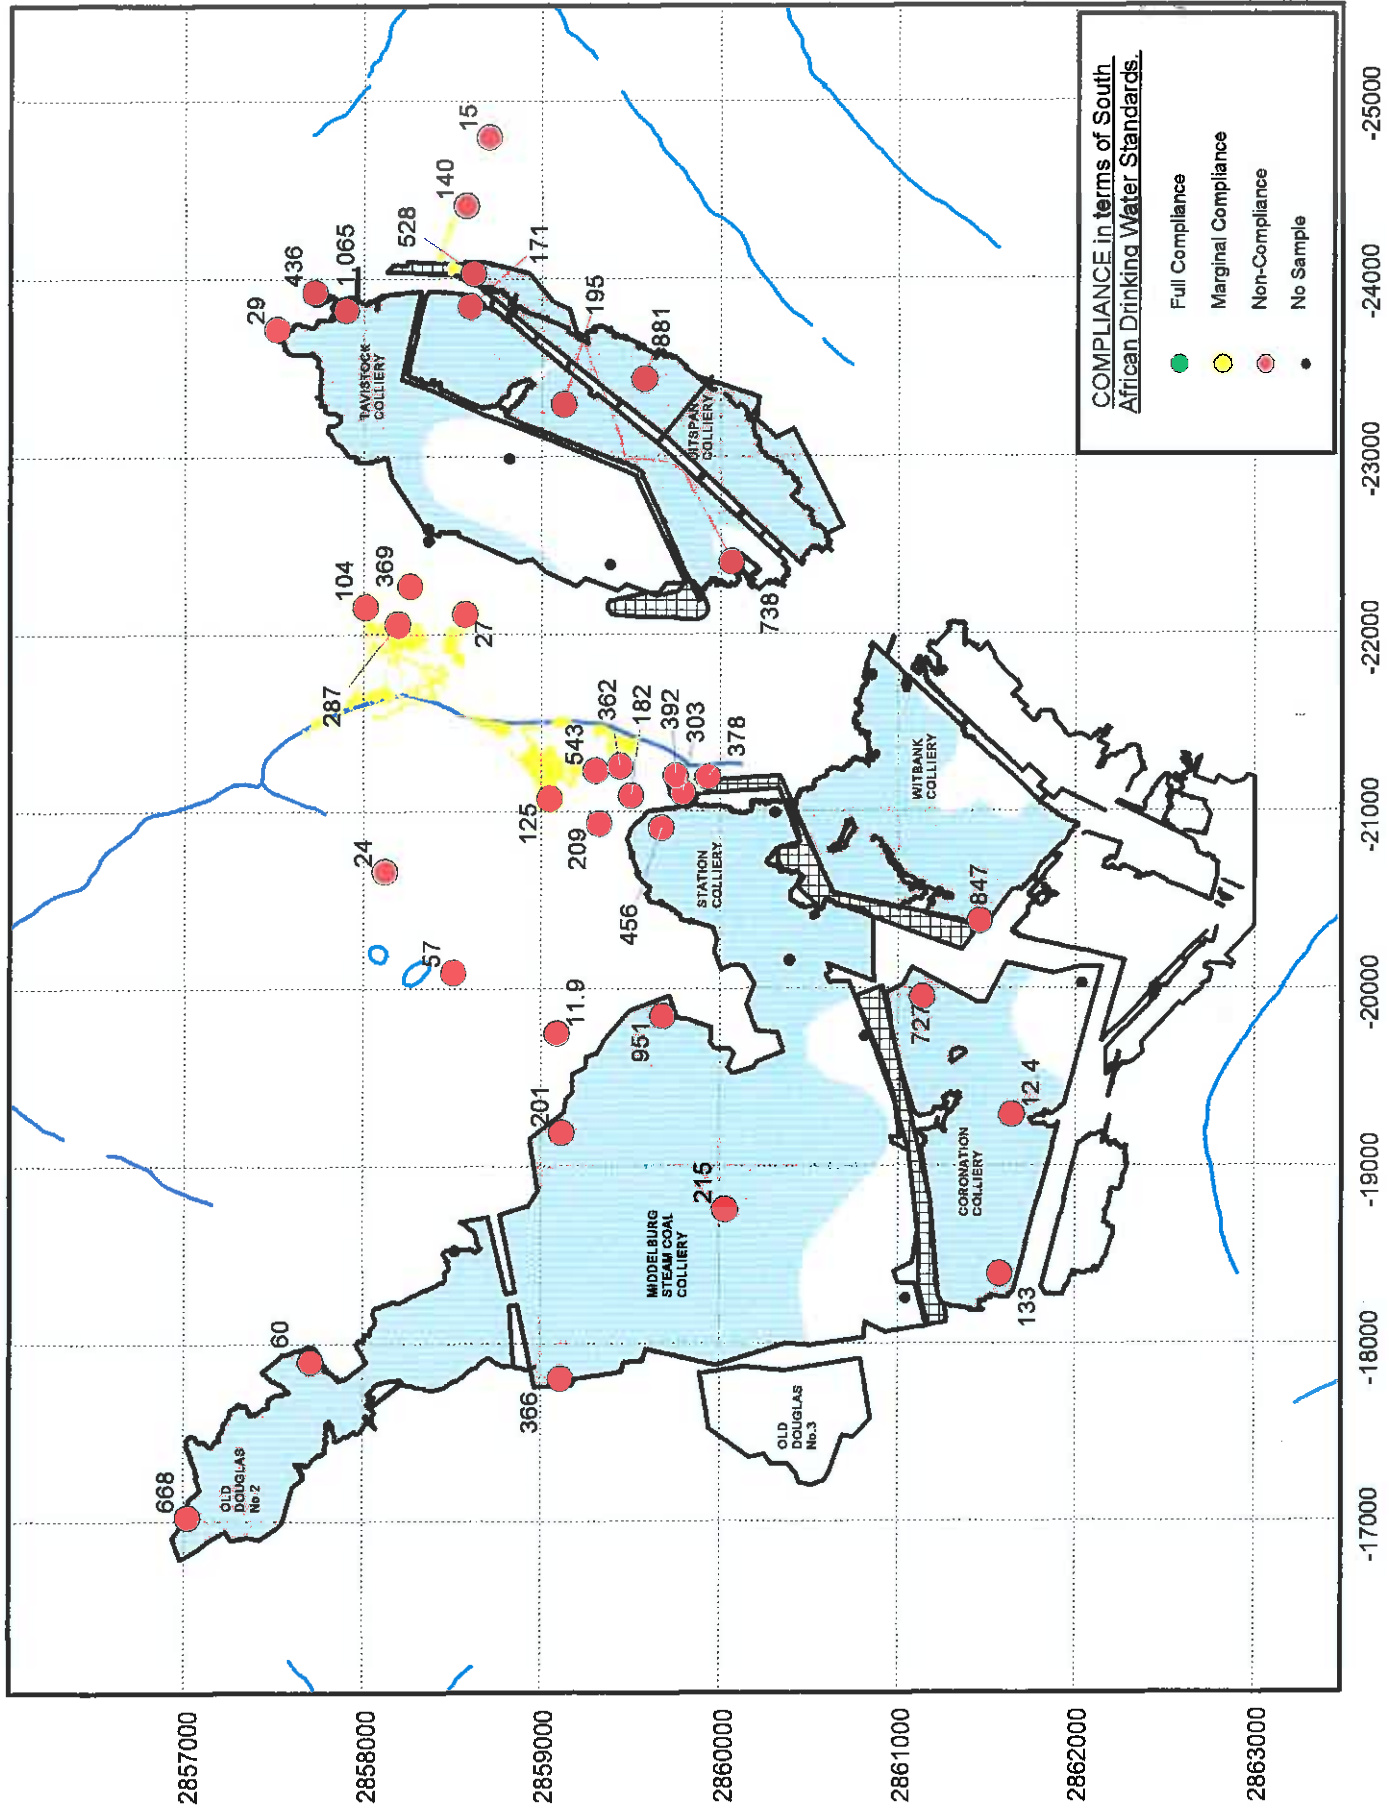 COMPLIANCE in terms of South
African Drinking Water Standards.
Full Compliance
Marginal Compliance
Non-Compliance
No Sample
29
436
1,065
528
140
15
171
195
881
738
TAVISTOCK
COLLIERY
UITSPAN
COLLIERY
104
369
287
27
543
362
182
392
303
378
125
209
24
456
57
11.9
951
201
215
STATION
COLLIERY
WITBANK
COLLIERY
847
727
12.4
133
CORONATION
COLLIERY
MIDDELBURG
STEAM COAL
COLLIERY
60
366
668
OLD
DOUGLAS
No.2
OLD
DOUGLAS
No.3
2857000
2858000
2859000
2860000
2861000
2862000
2863000
-17000
-18000
-19000
-20000
-21000
-22000
-23000
-24000
-25000